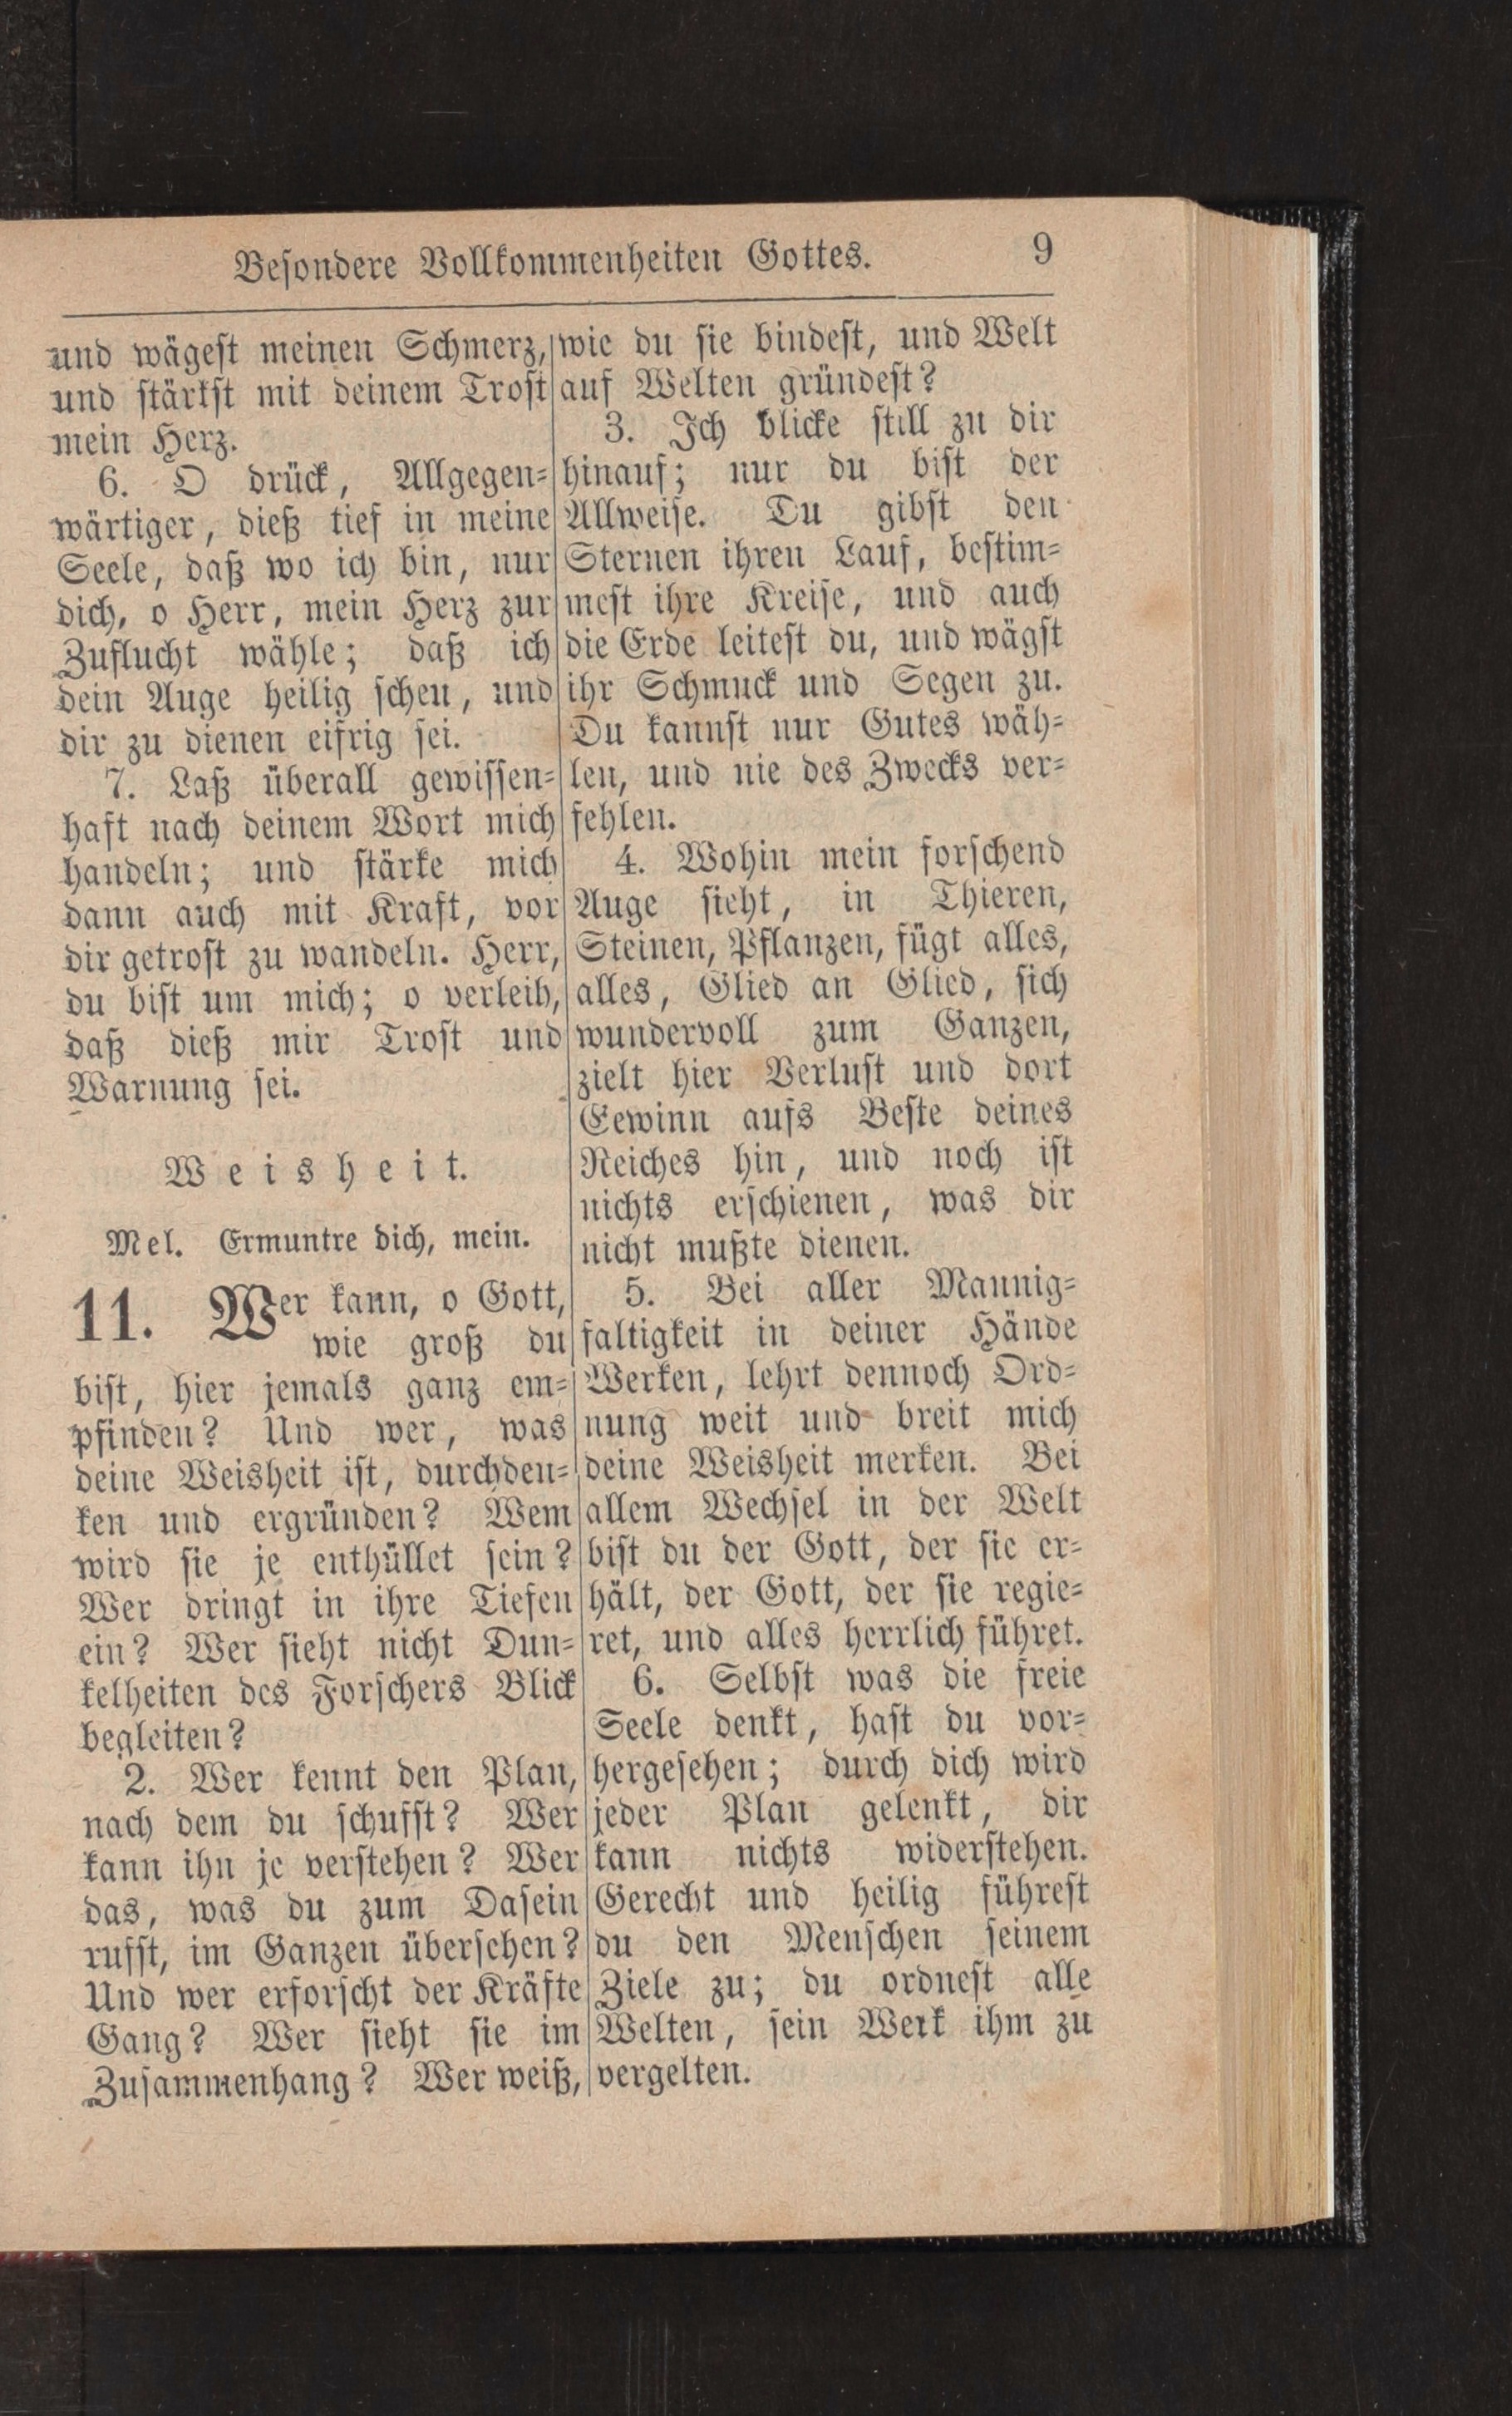 Besondere Vollkommenheiten Gottes. 9
und wägest meinen Schmerz,
und stärkst mit deinem Trost
mein Herz.
6. O drück, Allgegen=
wärtiger, dieß tief in meine
Seele, daß wo ich bin, nur
dich, o Herr, mein Herz zur
Zuflucht wähle; daß ich
dein Auge heilig scheu, und
dir zu dienen eifrig sei.
7. Laß überall gewissen=
haft nach deinem Wort mich
handeln; und stärke mich
dann auch mit Kraft, vor
dir getrost zu wandeln. Herr,
du bist um mich; o verleih,
daß dieß mir Trost und
Warnung sei.
Weisheit.
Mel. Ermuntre dich, mein.
11. Wer kann, o Gott,
wie groß du
bist, hier jemals ganz em=
pfinden? Und wer, was
deine Weisheit ist, durchden=
ken und ergründen? Wem
wird sie je enthüllet sein?
Wer dringt in ihre Tiefen
ein? Wer sieht nicht Dun=
kelheiten des Forschers Blick
begleiten?
2. Wer kennt den Plan,
nach dem du schufst? Wer
kann ihn je verstehen? Wer
das, was du zum Dasein
rufst, im Ganzen übersehen?
Und wer erforscht der Kräfte
Gang? Wer sieht sie im
Zusammenhang? Wer weiß,
wie du sie bindest, und Welt
auf Welten gründest?
3. Ich blicke still zu dir
hinauf; nur du bist der
Allweise. Du gibst den
Sternen ihren Lauf, bestim=
mest ihre Kreise, und auch
die Erde leitest du, und wägst
ihr Schmuck und Segen zu.
Du kannst nur Gutes wäh=
len, und nie des Zwecks ver=
fehlen.
4. Wohin mein forschend
Auge sieht, in Thieren,
Steinen, Pflanzen, fügt alles,
alles, Glied an Glied, sich
wundervoll zum Ganzen,
zielt hier Verlust und dort
Gewinn aufs Beste deines
Reiches hin, und noch ist
nichts erschienen, was dir
nicht mußte dienen.
5. Bei aller Mannig=
faltigkeit in deiner Hände
Werken, lehrt dennoch Ord=
nung weit und breit mich
deine Weisheit merken. Bei
allem Wechsel in der Welt
bist du der Gott, der sie er=
hält, der Gott, der sie regie=
ret, und alles herrlich führet.
6. Selbst was die freie
Seele denkt, hast du vor=
hergesehen; durch dich wird
jeder Plan gelenkt, dir
kann nichts widerstehen.
Gerecht und heilig führest
du den Menschen seinem
Ziele zu; du ordnest alle
Welten, sein Werk ihm zu
vergelten.